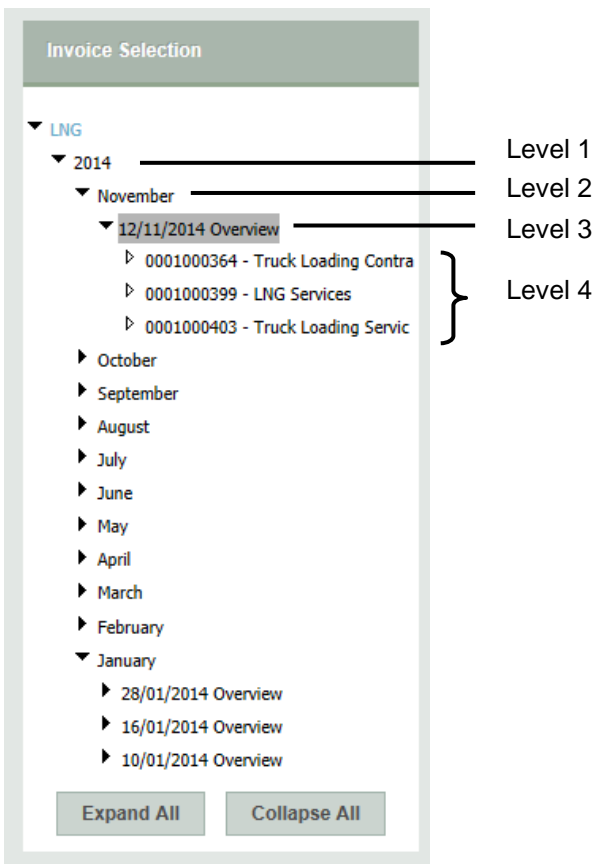 Invoice Selection
LNG
2014 Level 1
November Level 2
12/11/2014 Overview Level 3
0001000364 - Truck Loading Contra
0001000399 - LNG Services Level 4
0001000403 - Truck Loading Servic
October
September
August
July
June
May
April
March
February
January
28/01/2014 Overview
16/01/2014 Overview
10/01/2014 Overview
Expand All Collapse All